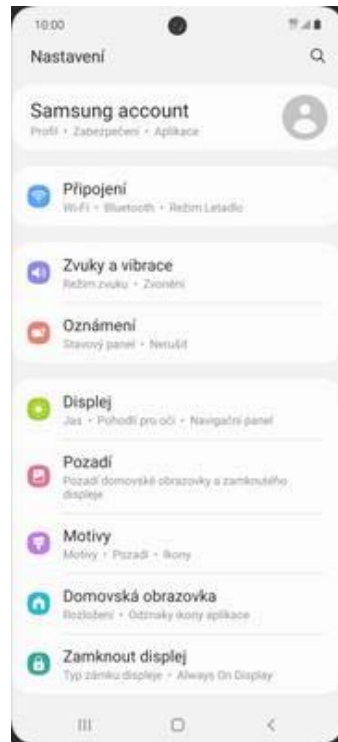 10:00
Nastavení
Samsung account
Profil • Zabezpečení • Aplikace
Připojení
Wi-Fi • Bluetooth • Režim Letadlo
Zvuky a vibrace
Režim zvuku • Zvonění
Oznámení
Stavový panel • Nerušit
Displej
Jas • Pohodlí pro oči • Navigační panel
Pozadí
Pozadí domovské obrazovky a zamknutého
displeje
Motivy
Motivy • Pozadí • Ikony
Domovská obrazovka
Rozložení • Odznaky ikony aplikace
Zamknout displej
Typ zámku displeje • Always On Display